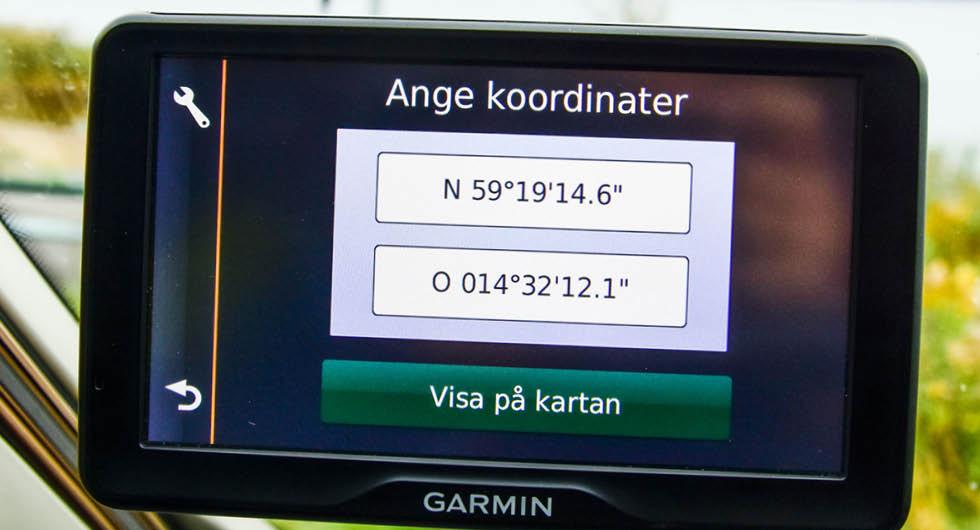 Ange koordinater
N 59°19'14.6"
O 014°32'12.1"
Visa på kartan
GARMIN